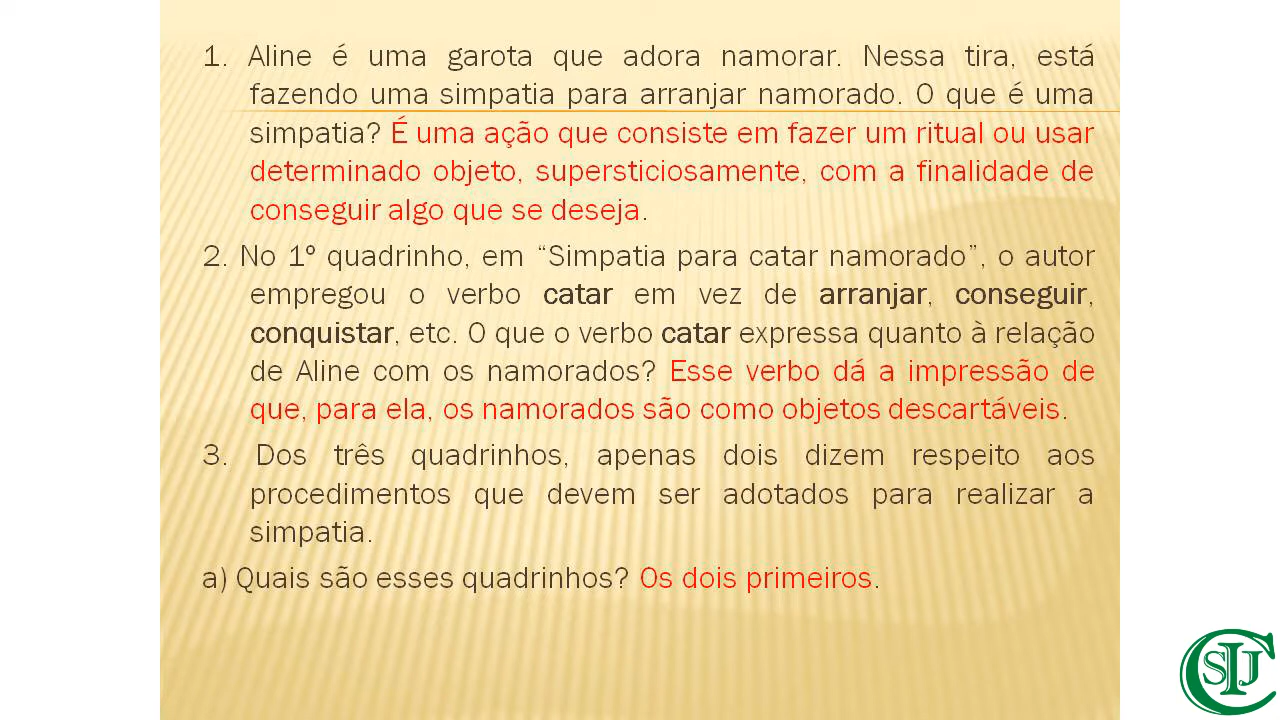 1. Aline é uma garota que adora namorar. Nessa tira, está
fazendo uma simpatia para arranjar namorado. O que é uma
simpatia? É uma ação que consiste em fazer um ritual ou usar
determinado objeto, supersticiosamente, com a finalidade de
conseguir algo que se deseja.
2. No 1º quadrinho, em “Simpatia para catar namorado”, o autor
empregou o verbo catar em vez de arranjar, conseguir,
conquistar, etc. O que o verbo catar expressa quanto à relação
de Aline com os namorados? Esse verbo dá a impressão de
que, para ela, os namorados são como objetos descartáveis.
3. Dos três quadrinhos, apenas dois dizem respeito aos
procedimentos que devem ser adotados para realizar a
simpatia.
a) Quais são esses quadrinhos? Os dois primeiros.
CSIJ